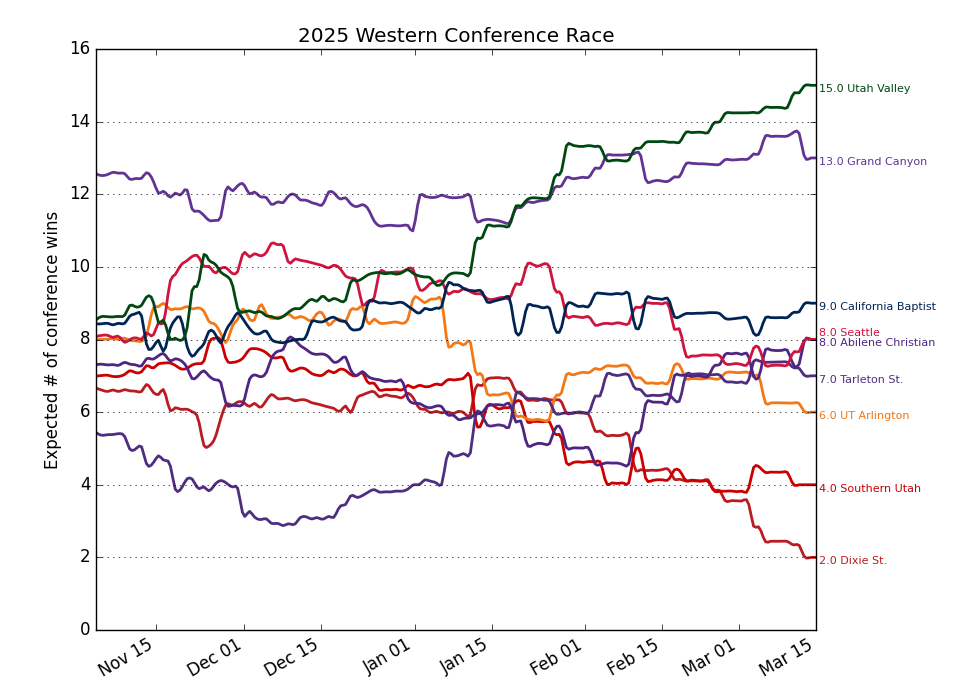 2025 Western Conference Race
Expected # of conference wins
16
14
12
10
8
6
4
2
0
15.0 Utah Valley
13.0 Grand Canyon
9.0 California Baptist
8.0 Seattle
8.0 Abilene Christian
7.0 Tarleton St.
6.0 UT Arlington
4.0 Southern Utah
2.0 Dixie St.
Nov 15
Dec 01
Dec 15
Jan 01
Jan 15
Feb 01
Feb 15
Mar 01
Mar 15